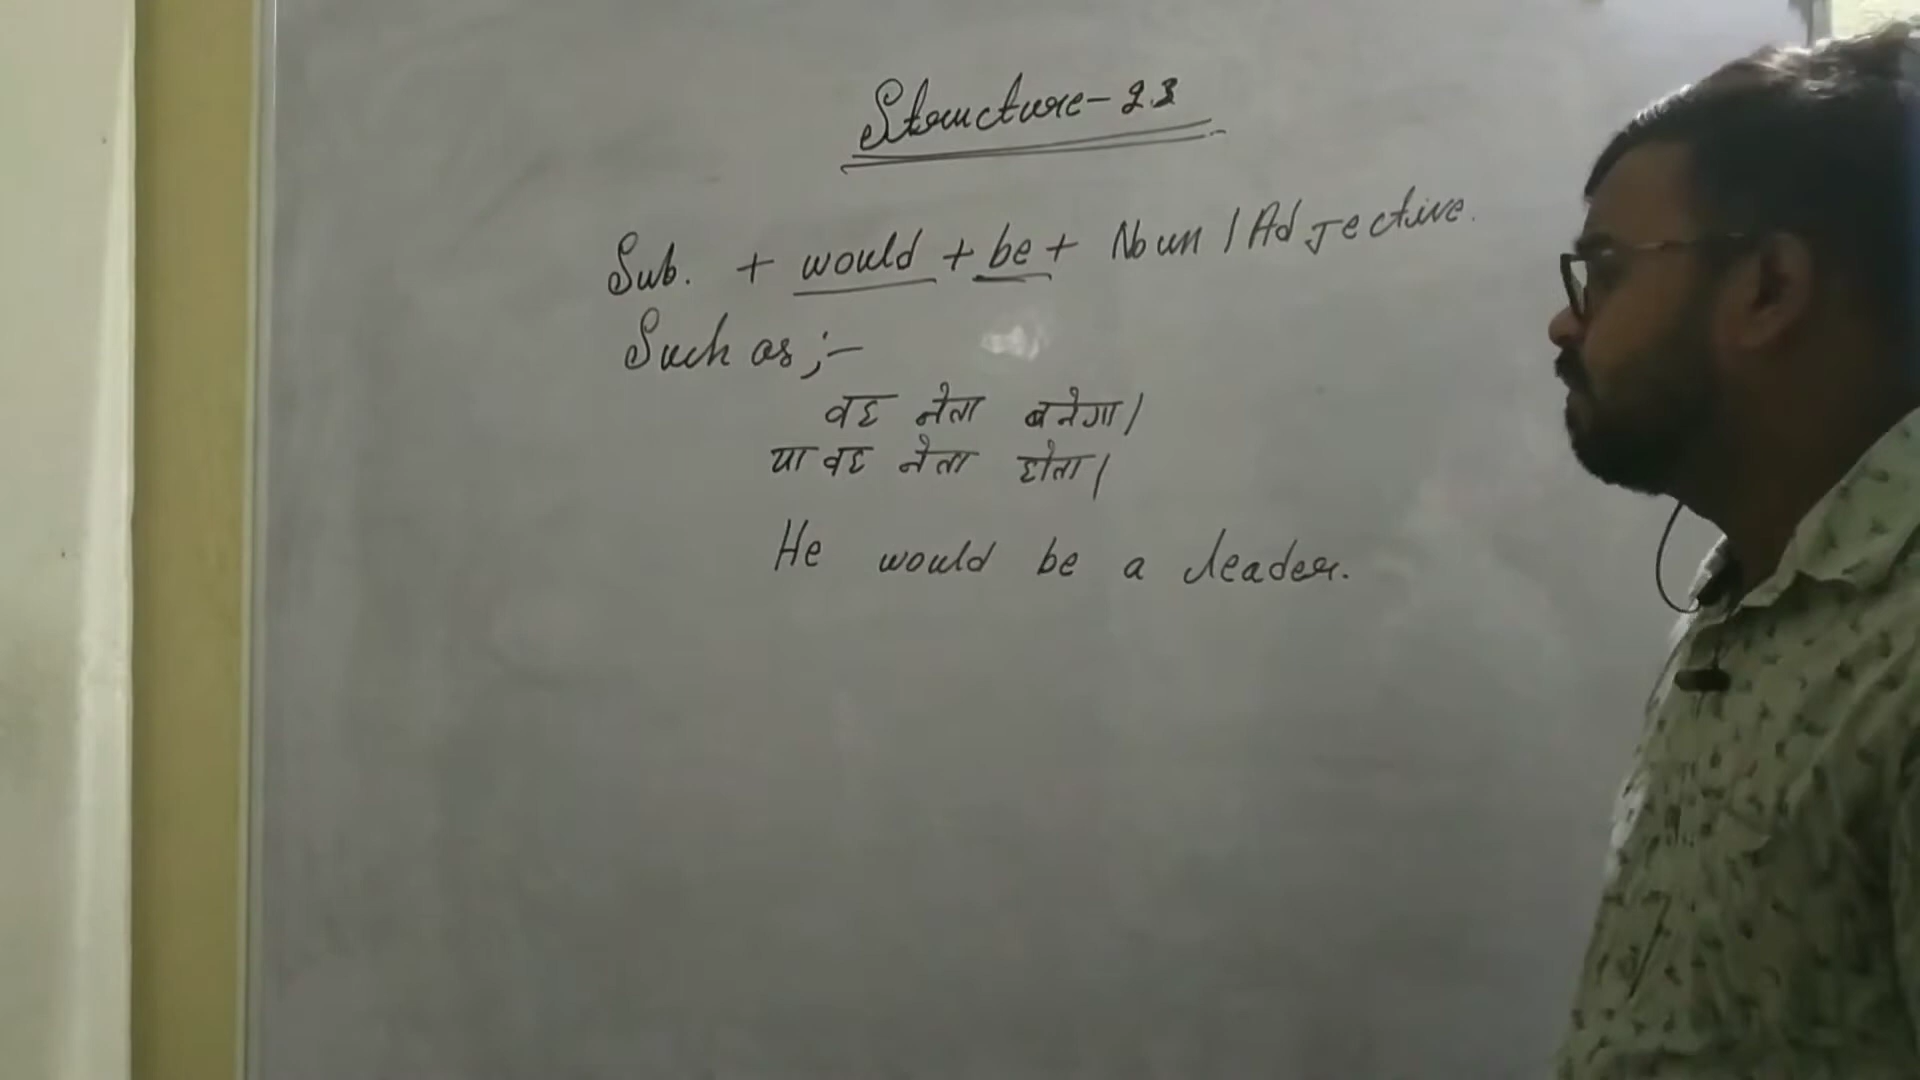 Structure-23
Sub. + would + be + Noun / Adjective.
Such as ;-
वह नेता बनेगा।
या वह नेता होता।
He would be a leader.